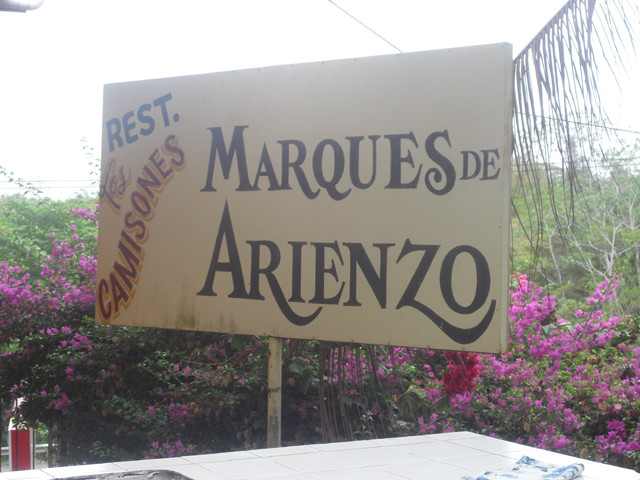 REST.
Los
CAMISONES
MARQUES DE
ARIENZO